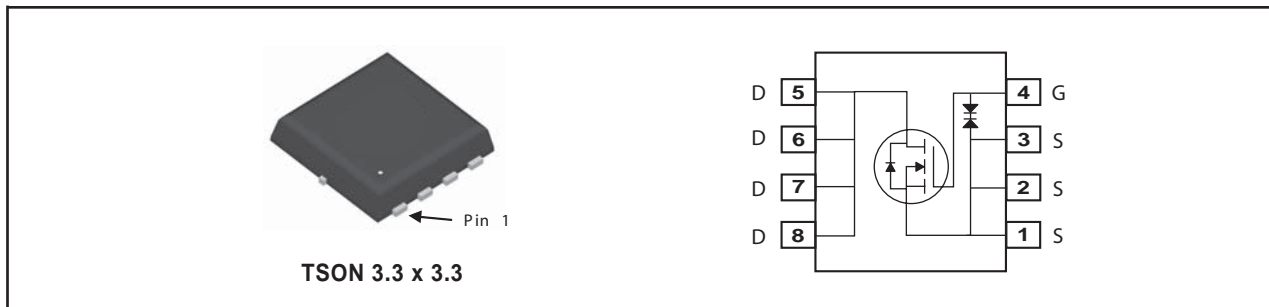 Pin 1
TSON 3.3 x 3.3
D 5 4 G
D 6 3 S
D 7 2 S
D 8 1 S